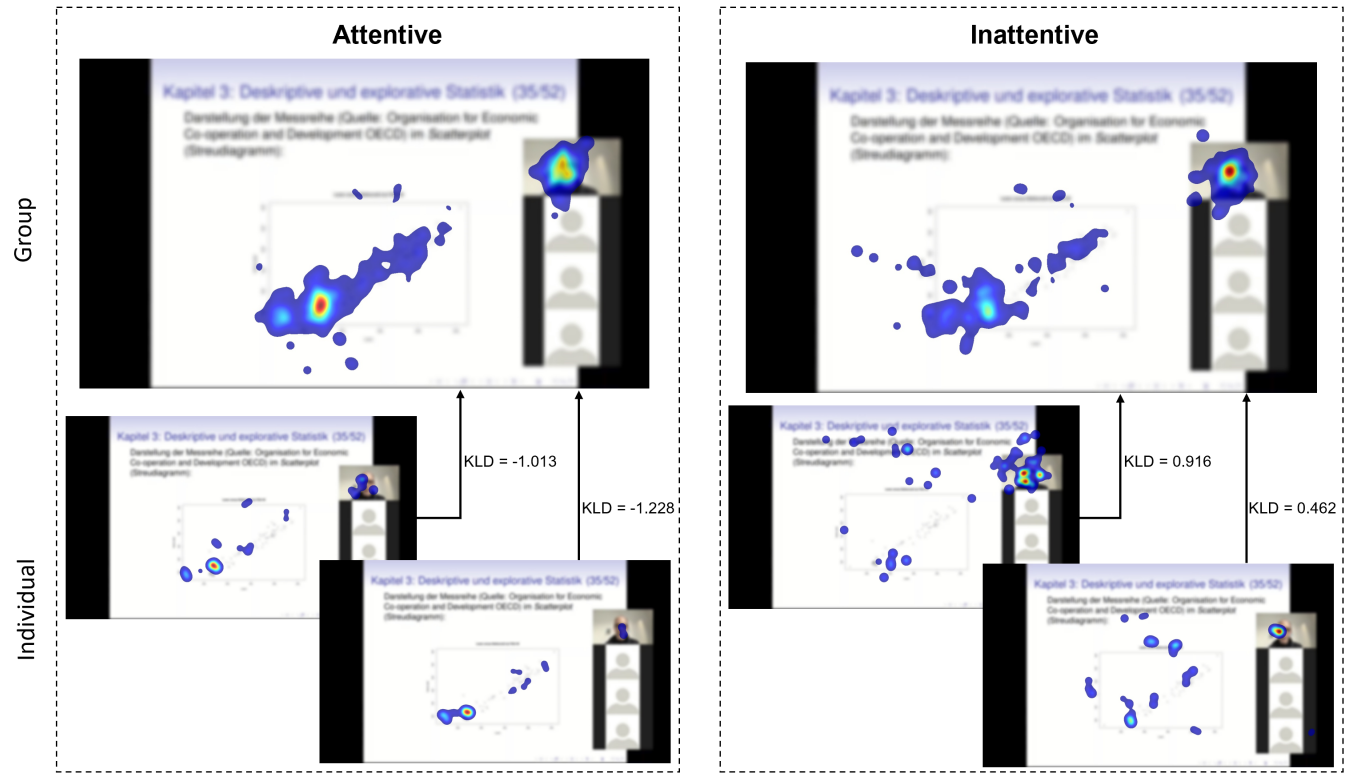 Attentive
Inattentive
Group
Kapitel 3: Deskriptive und explorative Statistik (35/52)
Darstellung der Messreihe (Quelle: Organisation for Economic
Co-operation and Development OECD) im Scatterplot
(Streudiagramm):
Kapitel 3: Deskriptive und explorative Statistik (35/52)
Darstellung der Messreihe (Quelle: Organisation for Economic
Co-operation and Development OECD) im Scatterplot
(Streudiagramm):
Individual
Kapitel 3: Deskriptive und explorative Statistik (35/52)
Darstellung der Messreihe (Quelle: Organisation for Economic
Co-operation and Development OECD) im Scatterplot
(Streudiagramm):
KLD = -1.013
KLD = -1.228
Kapitel 3: Deskriptive und explorative Statistik (35/52)
Darstellung der Messreihe (Quelle: Organisation for Economic
Co-operation and Development OECD) im Scatterplot
(Streudiagramm):
Kapitel 3: Deskriptive und explorative Statistik (35/52)
Darstellung der Messreihe (Quelle: Organisation for Economic
Co-operation and Development OECD) im Scatterplot
(Streudiagramm):
KLD = 0.916
KLD = 0.462
Kapitel 3: Deskriptive und explorative Statistik (35/52)
Darstellung der Messreihe (Quelle: Organisation for Economic
Co-operation and Development OECD) im Scatterplot
(Streudiagramm):